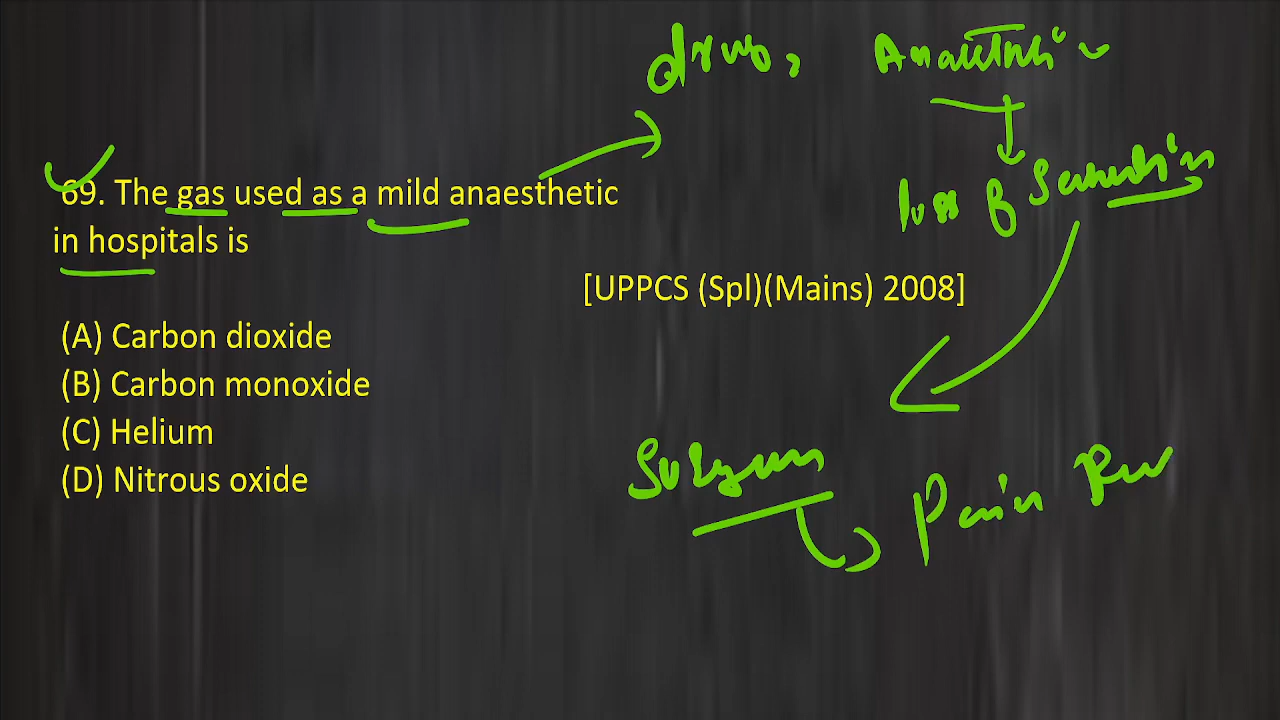 drug, Anaesthetic
loss of Sensation
69. The gas used as a mild anaesthetic
in hospitals is
[UPPCS (Spl)(Mains) 2008]
(A) Carbon dioxide
(B) Carbon monoxide
(C) Helium
(D) Nitrous oxide
Pain